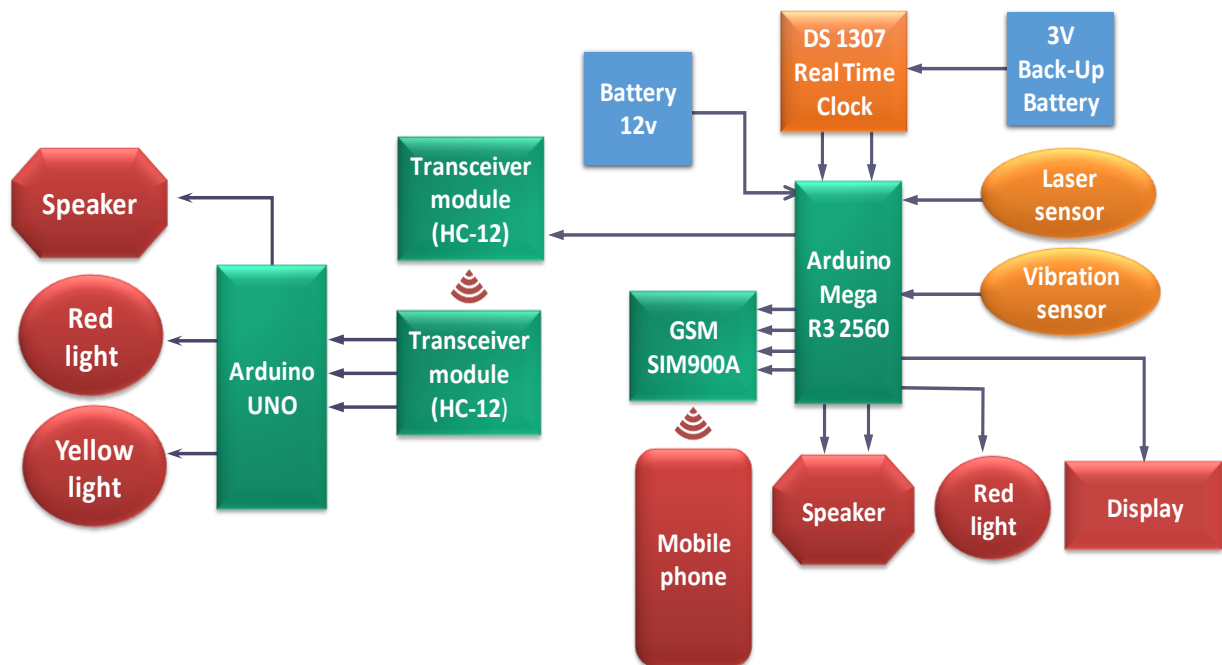 DS 1307
Real Time
Clock
3V
Back-Up
Battery
Battery
12v
Speaker
Transceiver
module
(HC-12)
Laser
sensor
Arduino
Mega
R3 2560
Vibration
sensor
Red
light
Arduino
UNO
Transceiver
module
(HC-12)
GSM
SIM900A
Yellow
light
Mobile
phone
Speaker
Red
light
Display